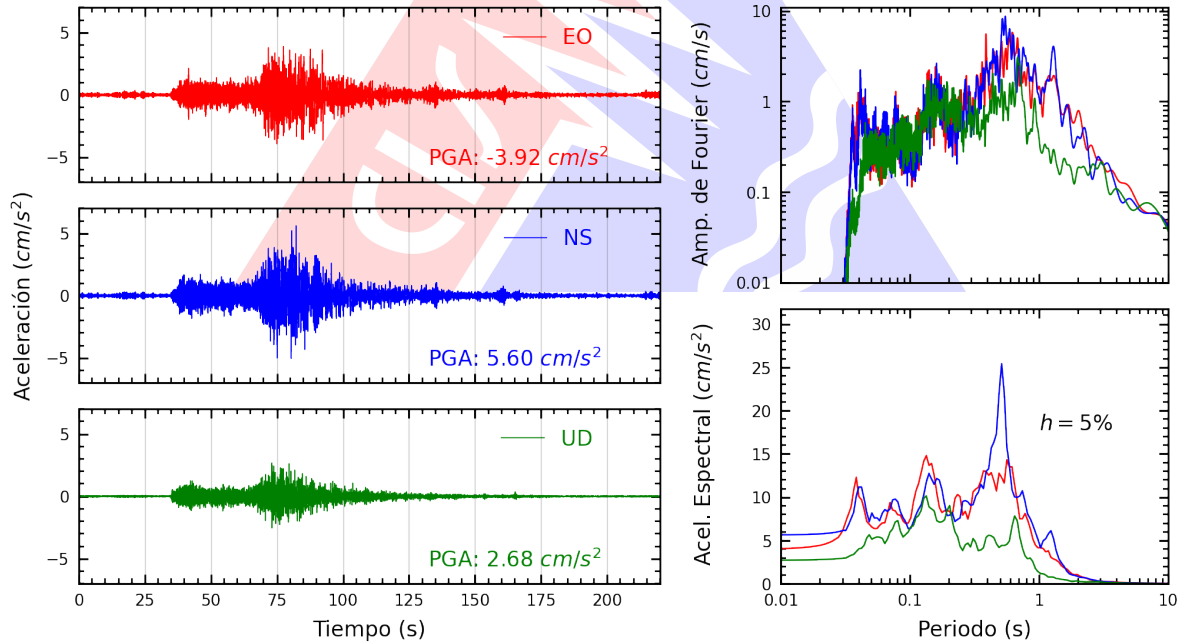 Aceleración (cm/s²)
5
0
−5
EO
PGA: -3.92 cm/s²
5
0
−5
NS
PGA: 5.60 cm/s²
5
0
−5
UD
PGA: 2.68 cm/s²
0 25 50 75 100 125 150 175 200
Tiempo (s)
Amp. de Fourier (cm/s)
10
1
0.1
0.01
Acel. Espectral (cm/s²)
30
25
20
15
10
5
0
h = 5%
0.01 0.1 1 10
Periodo (s)